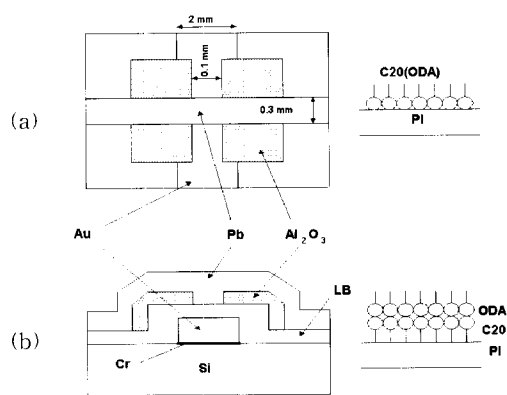 2 mm
0.1 mm
C20(ODA)
0.3 mm
PI
(a)
Au
Pb
Al2O3
LB
ODA
C20
(b)
PI
Cr
Si